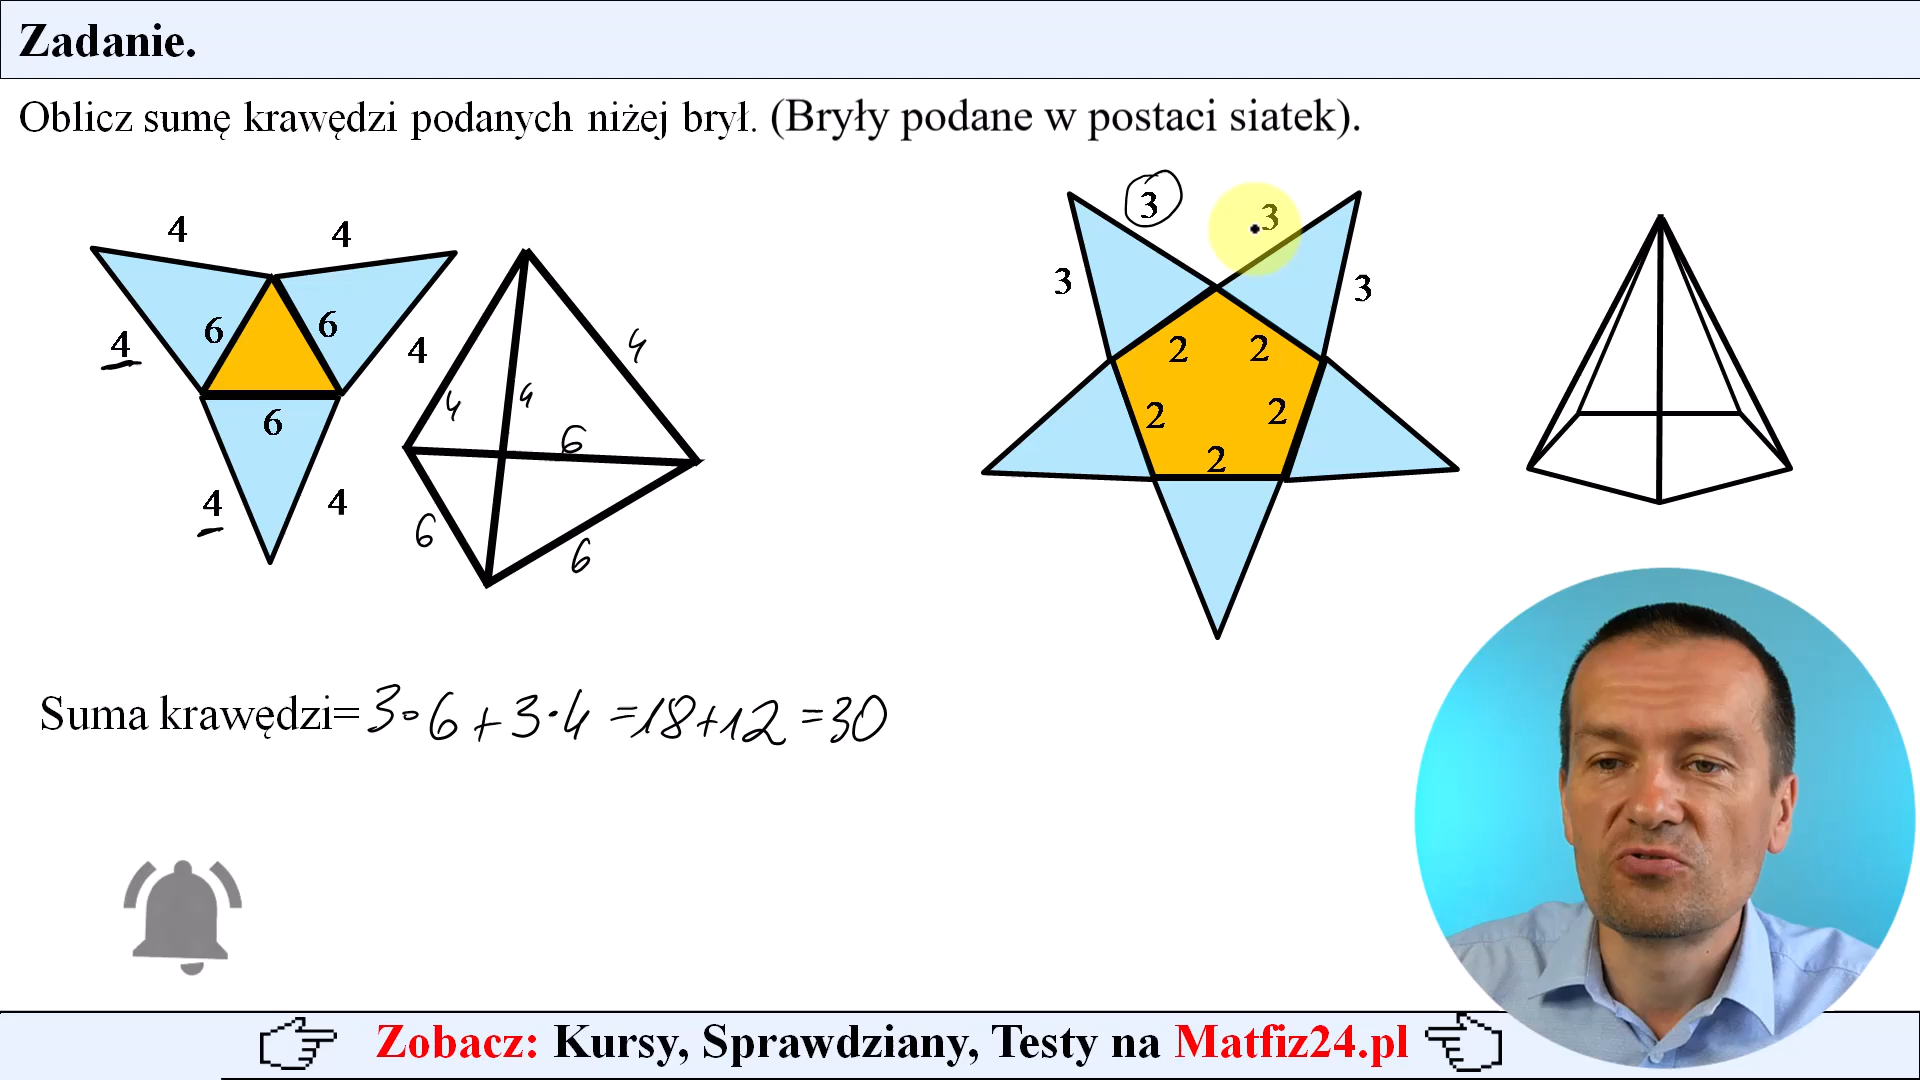 Zadanie.
Oblicz sumę krawędzi podanych niżej brył. (Bryły podane w postaci siatek).
4 4
4 6 6 4
6
4 4
4 4 4
6
6 6
3 3
3 3
2 2
2 2
2
Suma krawędzi= 3·6+3·4 =18+12 =30
Zobacz: Kursy, Sprawdziany, Testy na Matfiz24.pl